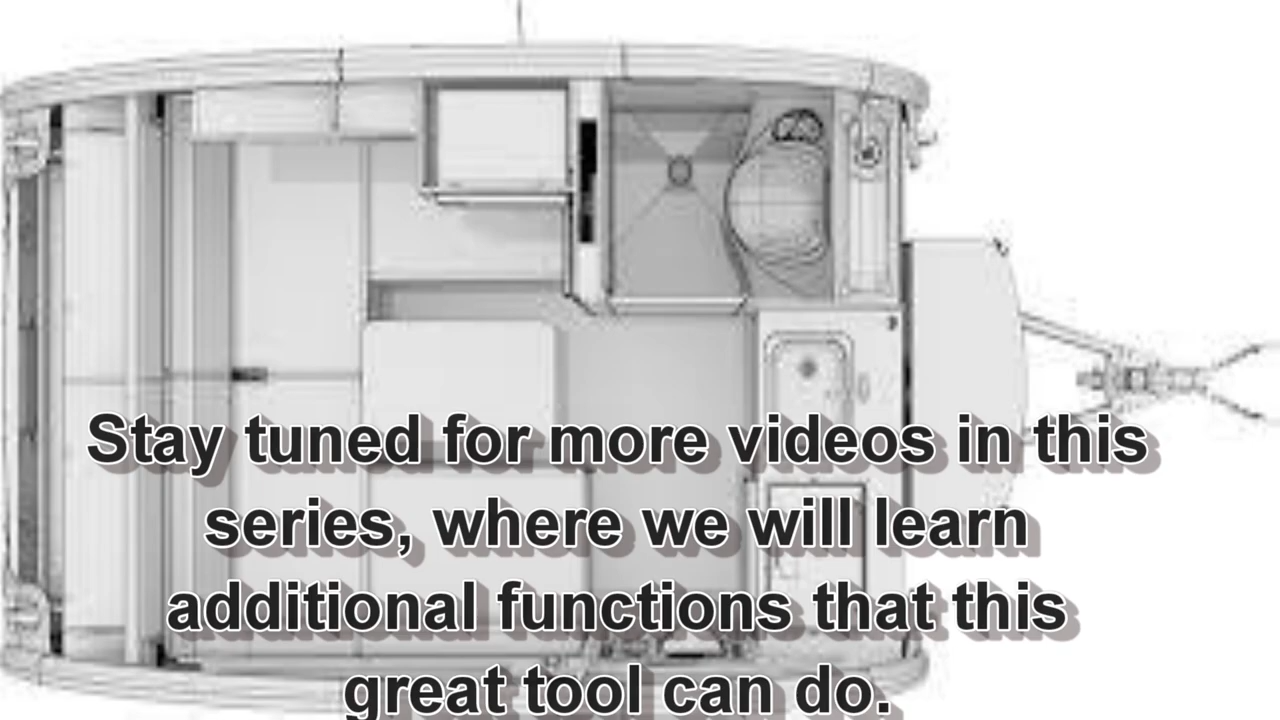 Stay tuned for more videos in this
series, where we will learn
additional functions that this
great tool can do.